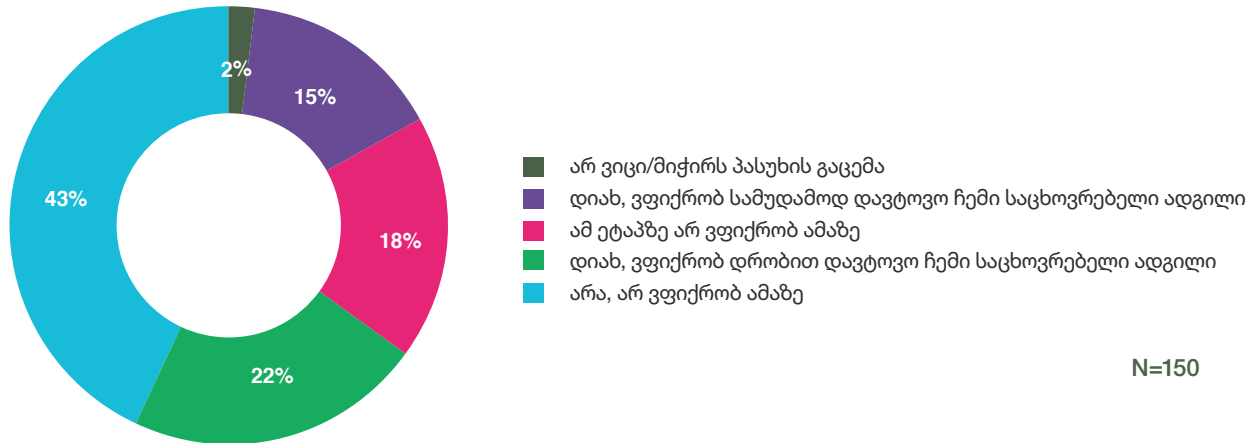 2%
15%
43%
18%
22%
არ ვიცი/მიჭირს პასუხის გაცემა
დიახ, ვფიქრობ სამუდამოდ დავტოვო ჩემი საცხოვრებელი ადგილი
ამ ეტაპზე არ ვფიქრობ ამაზე
დიახ, ვფიქრობ დრობით დავტოვო ჩემი საცხოვრებელი ადგილი
არა, არ ვფიქრობ ამაზე
N=150